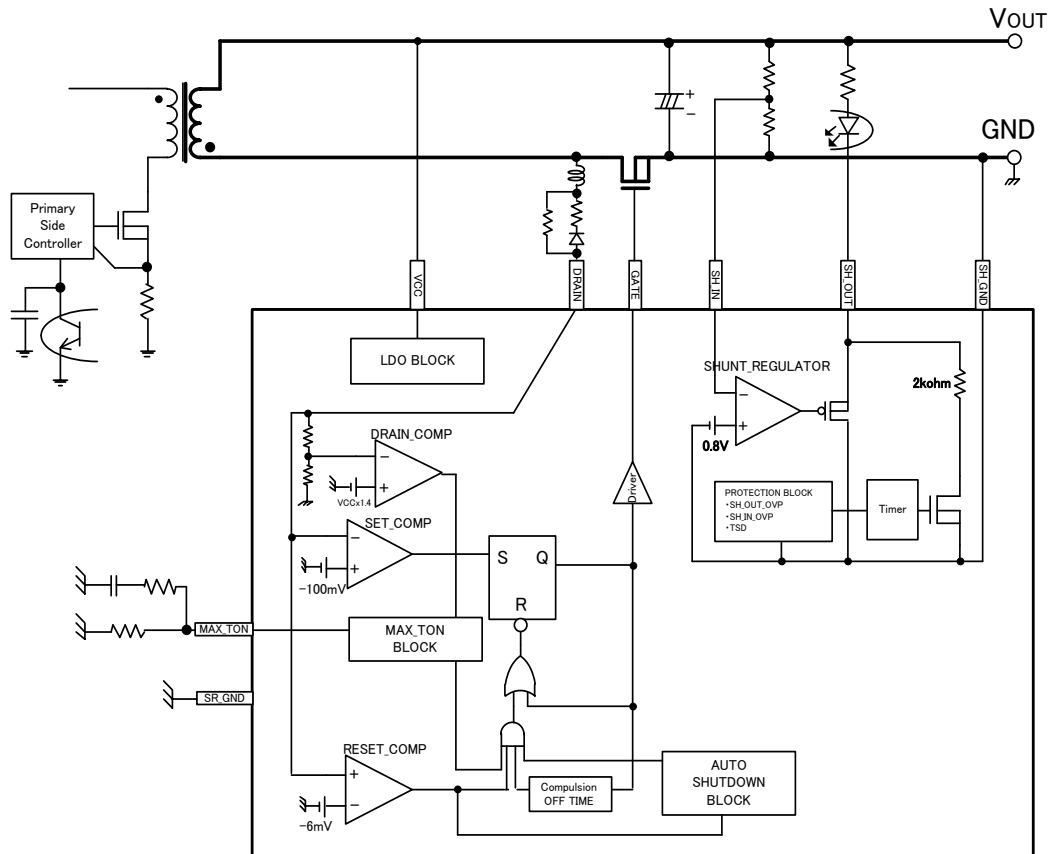 VOUT
GND
+
-
Primary
Side
Controller
VCC
DRAIN
GATE
SH_IN
SH_OUT
SH_GND
LDO BLOCK
SHUNT_REGULATOR
2kohm
-
+
0.8V
DRAIN_COMP
-
+
VCCx1.4
Driver
PROTECTION BLOCK
・SH_OUT_OVP
・SH_IN_OVP
・TSD
Timer
SET_COMP
-
+
-100mV
S Q
R
MAX_TON
MAX_TON
BLOCK
SR_GND
RESET_COMP
+
-
-6mV
Compulsion
OFF TIME
AUTO
SHUTDOWN
BLOCK